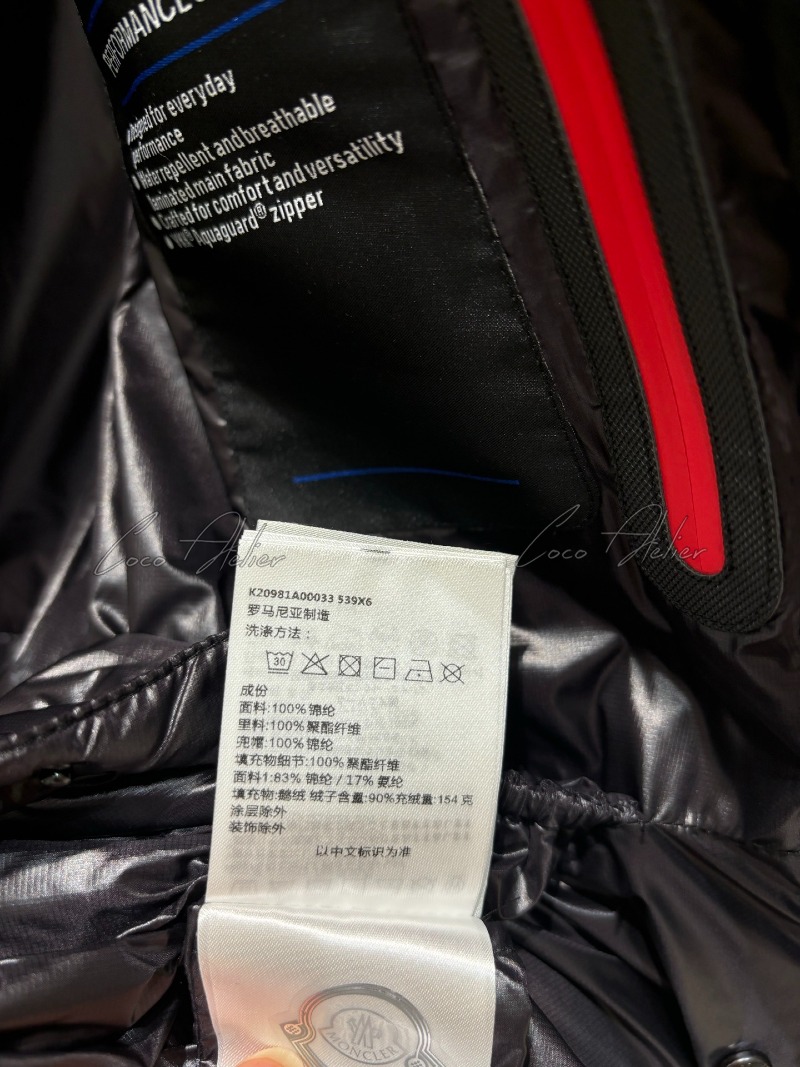 PERFORMANCE
• Designed for everyday
performance
• Water repellent and breathable
laminated main fabric
• Crafted for comfort and versatility
Aquaguard® zipper
Coco Atelier
Coco Atelier
K20981A00033 539X6
罗马尼亚制造
洗涤方法：
30
成份
面料:100% 锦纶
里料:100% 聚酯纤维
兜帽:100% 锦纶
填充物细节:100% 聚酯纤维
面料1:83% 锦纶 / 17% 氨纶
填充物:鹅绒 绒子含量:90%充绒量:154 克
涂层除外
装饰除外
以中文标识为准
MONCLER